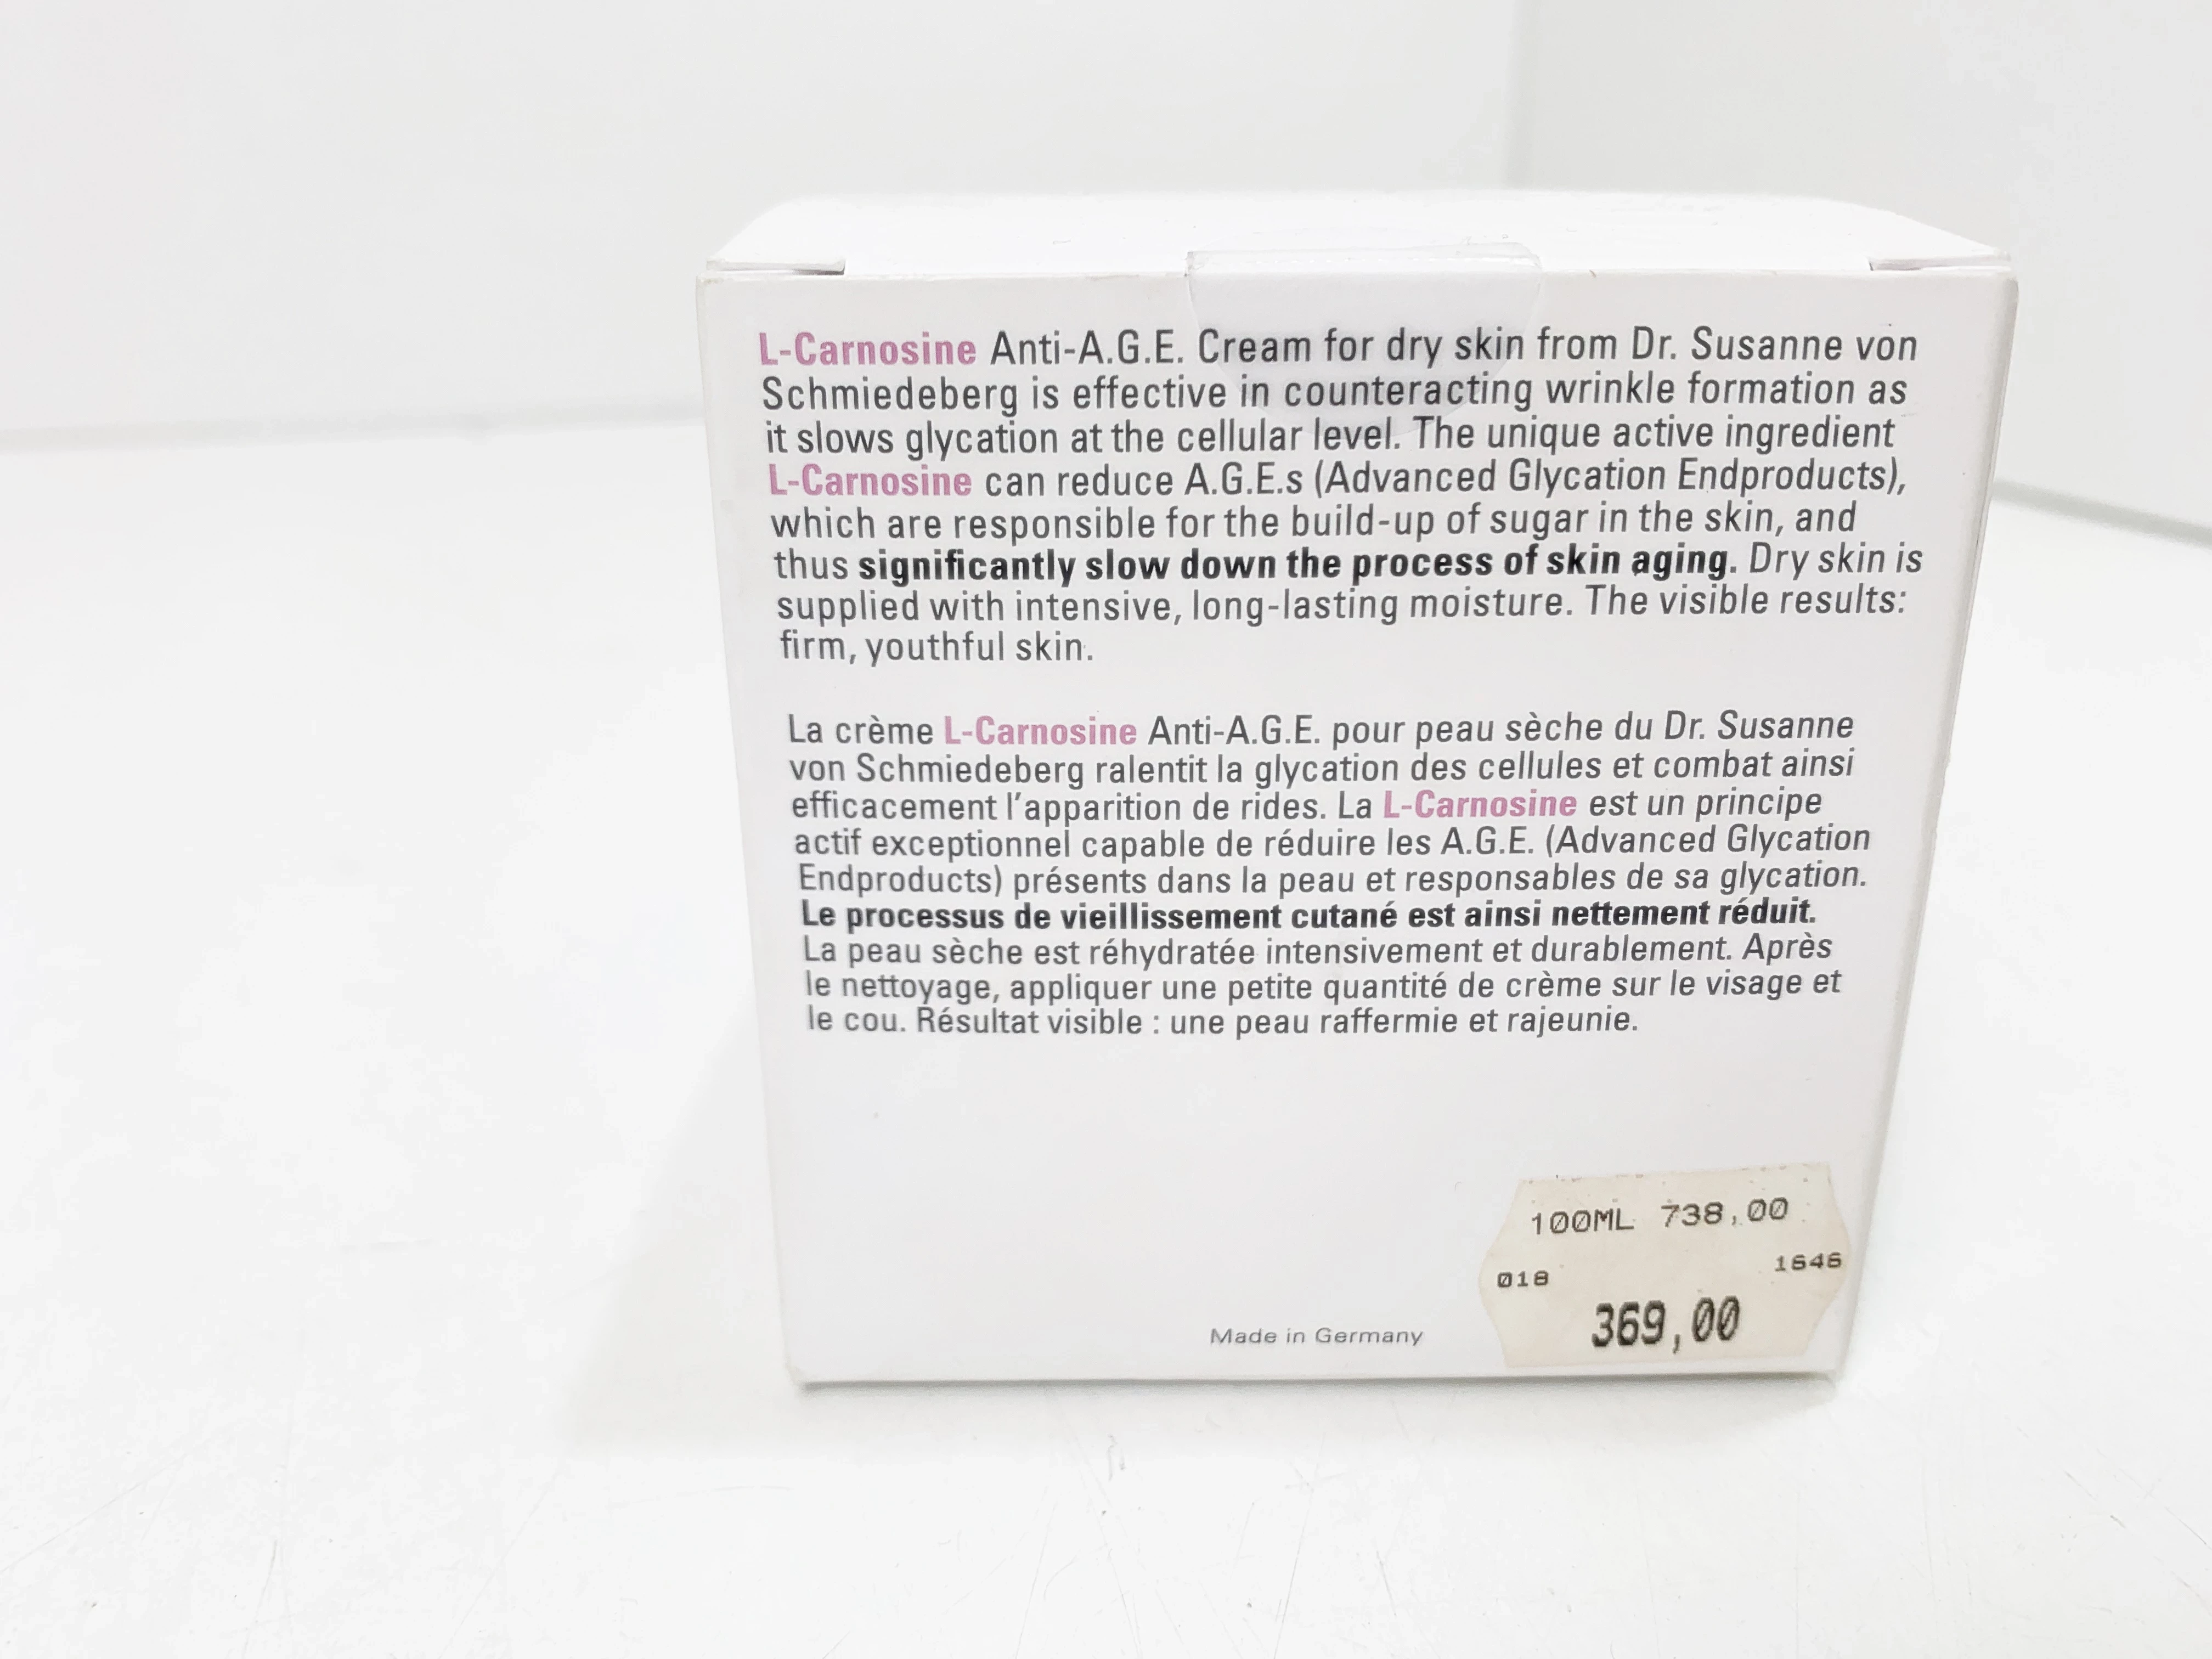 L-Carnosine Anti-A.G.E. Cream for dry skin from Dr. Susanne von
Schmiedeberg is effective in counteracting wrinkle formation as
it slows glycation at the cellular level. The unique active ingredient
L-Carnosine can reduce A.G.E.s (Advanced Glycation Endproducts),
which are responsible for the build-up of sugar in the skin, and
thus significantly slow down the process of skin aging. Dry skin is
supplied with intensive, long-lasting moisture. The visible results:
firm, youthful skin.
La crème L-Carnosine Anti-A.G.E. pour peau sèche du Dr. Susanne
von Schmiedeberg ralentit la glycation des cellules et combat ainsi
efficacement l'apparition de rides. La L-Carnosine est un principe
actif exceptionnel capable de réduire les A.G.E. (Advanced Glycation
Endproducts) présents dans la peau et responsables de sa glycation.
Le processus de vieillissement cutané est ainsi nettement réduit.
La peau sèche est réhydratée intensivement et durablement. Après
le nettoyage, appliquer une petite quantité de crème sur le visage et
le cou. Résultat visible : une peau raffermie et rajeunie.
100ML 738,00
018 1646
369,00
Made in Germany